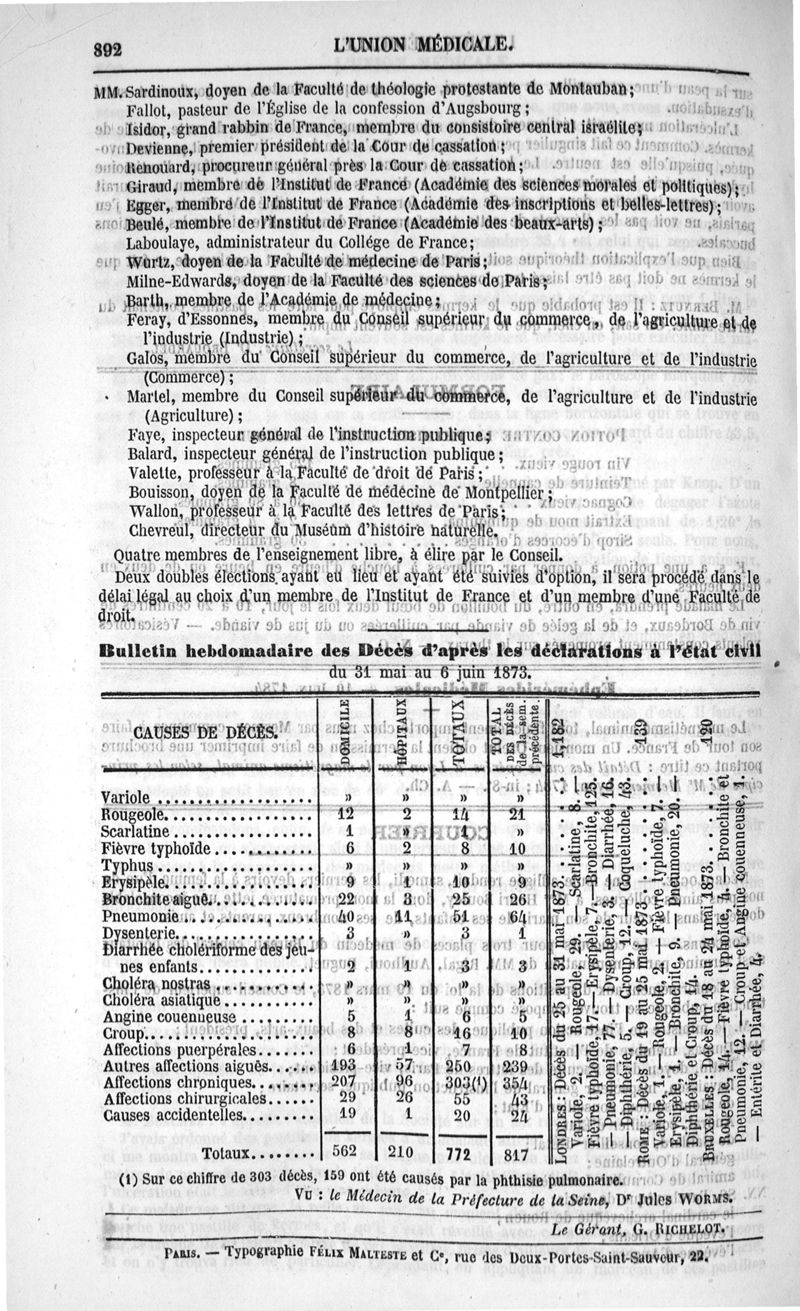 892
L'UNION MÉDICALE.
MM. Sardinoux, doyen de la Faculté de théologie protestante de Montauban;
Fallot, pasteur de l'Église de la confession d'Augsbourg;
Isidor, grand rabbin de France, membre du consistoire central israélite;
Devienne, premier président de la Cour de cassation;
Renouard, procureur général près la Cour de cassation;
Giraud, membre de l'Institut de France (Académie des sciences morales et politiques);
Egger, membre de l'Institut de France (Académie des inscriptions et belles-lettres);
Beulé, membre de l'Institut de France (Académie des beaux-arts);
Laboulaye, administrateur du Collége de France;
Wurtz, doyen de la Faculté de médecine de Paris;
Milne-Edwards, doyen de la Faculté des sciences de Paris;
Barth, membre de l'Académie de médecine;
Feray, d'Essonnes, membre du Conseil supérieur du commerce, de l'agriculture et de
l'industrie (Industrie);
Galos, membre du Conseil supérieur du commerce, de l'agriculture et de l'industrie
(Commerce);
Martel, membre du Conseil supérieur du commerce, de l'agriculture et de l'industrie
(Agriculture);
Faye, inspecteur général de l'instruction publique;
Balard, inspecteur général de l'instruction publique;
Valette, professeur à la Faculté de droit de Paris;
Bouisson, doyen de la Faculté de médecine de Montpellier;
Wallon, professeur à la Faculté des lettres de Paris;
Chevreul, directeur du Muséum d'histoire naturelle.
Quatre membres de l'enseignement libre, à élire par le Conseil.
Deux doubles élections ayant eu lieu et ayant été suivies d'option, il sera procédé dans le
délai légal au choix d'un membre de l'Institut de France et d'un membre d'une Faculté de
droit.
Bulletin hebdomadaire des Décès d'après les déclarations à l'état civil
du 31 mai au 6 juin 1873.
CAUSES DE DÉCÈS. DOMICILE HÔPITAUX TOTAUX TOTAL DES DÉCÈS de la sem. précédente.
Variole » » » »
Rougeole 12 2 14 21
Scarlatine 1 » 1 »
Fièvre typhoïde 6 2 8 10
Typhus » » » »
Erysipèle 9 1 10 9
Bronchite aiguë 22 3 25 26
Pneumonie 40 11 51 64
Dysenterie 3 » 3 1
Diarrhée cholériforme des jeu-
nes enfants 2 1 3 3
Choléra nostras » » » »
Choléra asiatique » » » »
Angine couenneuse 5 1 6 5
Croup 8 8 16 10
Affections puerpérales 6 1 7 8
Autres affections aiguës 193 57 250 239
Affections chroniques 207 96 303(1) 354
Affections chirurgicales 29 26 55 43
Causes accidentelles 19 1 20 24
Totaux 562 210 772 817
LONDRES : Décès du 25 au 31 mai 1873. 1,182
Variole, 2. — Rougeole, 29. — Scarlatine, 8.
Fièvre typhoïde, 17. — Erysipèle, 7. — Bronchite, 125.
— Pneumonie, 77. — Dysenterie, 3. — Diarrhée, 16.
— Diphthérie, 5. — Croup, 12. — Coqueluche, 43.
ROME : Décès du 19 au 25 mai 1873. 139
Variole, 1. — Rougeole, 2. — Fièvre typhoïde, 7.
Erysipèle, 1. — Bronchite, 9. — Pneumonie, 20. —
Diphthérie et Croup, 1.
BRUXELLES : Décès du 18 au 24 mai 1873. 120
Rougeole, 14. — Fièvre typhoïde, 4. — Bronchite et
Pneumonie, 12. — Croup et Angine couenneuse, 1.
— Entérite et Diarrhée, 4.
(1) Sur ce chiffre de 303 décès, 159 ont été causés par la phthisie pulmonaire.
Vu : le Médecin de la Préfecture de la Seine, Dr Jules WORMS.
Le Gérant, G. RICHELOT.
PARIS. — Typographie FÉLIX MALTESTE et Ce, rue des Deux-Portes-Saint-Sauveur, 22.